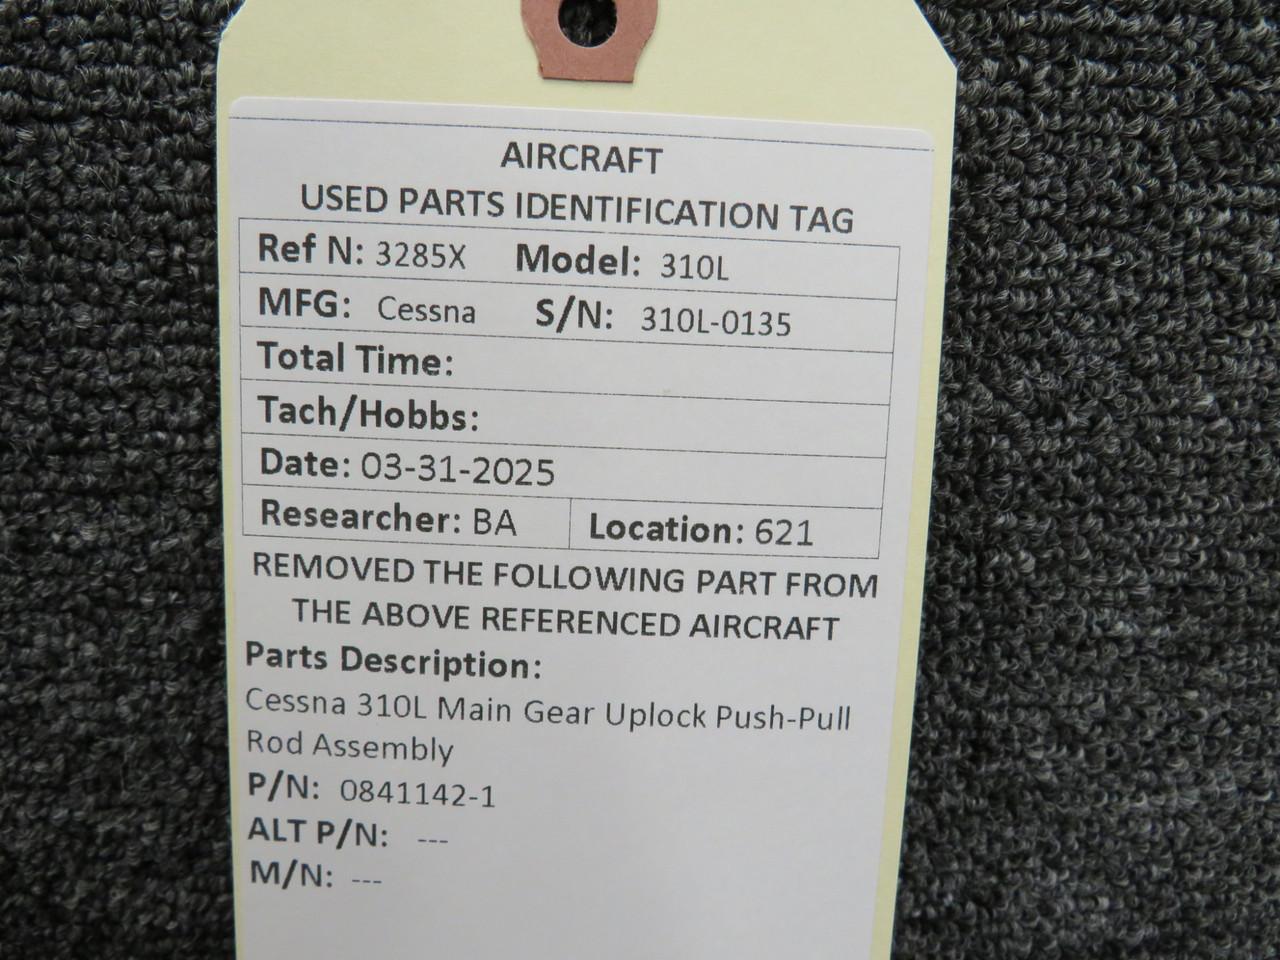 AIRCRAFT
USED PARTS IDENTIFICATION TAG
Ref N: 3285X Model: 310L
MFG: Cessna S/N: 310L-0135
Total Time:
Tach/Hobbs:
Date: 03-31-2025
Researcher: BA Location: 621
REMOVED THE FOLLOWING PART FROM
THE ABOVE REFERENCED AIRCRAFT
Parts Description:
Cessna 310L Main Gear Uplock Push-Pull
Rod Assembly
P/N: 0841142-1
ALT P/N: ---
M/N: ---